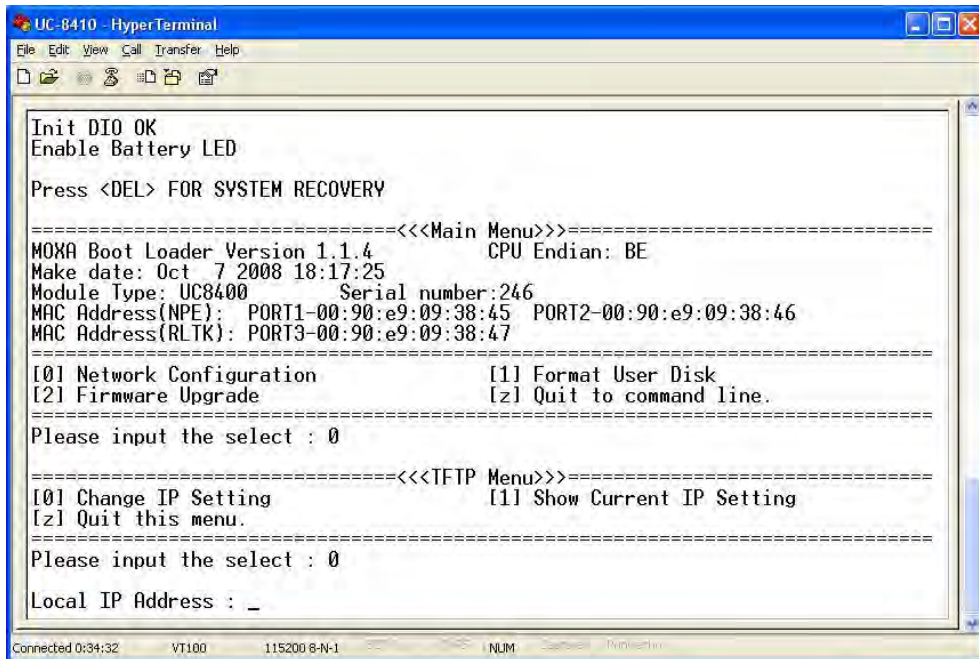 UC-8410 - HyperTerminal
File Edit View Call Transfer Help
Init DIO OK
Enable Battery LED
Press <DEL> FOR SYSTEM RECOVERY
================================<<<Main Menu>>>================================
MOXA Boot Loader Version 1.1.4 CPU Endian: BE
Make date: Oct 7 2008 18:17:25
Module Type: UC8400 Serial number:246
MAC Address(NPE): PORT1-00:90:e9:09:38:45 PORT2-00:90:e9:09:38:46
MAC Address(RLTK): PORT3-00:90:e9:09:38:47
===============================================================================
[0] Network Configuration [1] Format User Disk
[2] Firmware Upgrade [z] Quit to command line.
===============================================================================
Please input the select : 0
================================<<<TFTP Menu>>>================================
[0] Change IP Setting [1] Show Current IP Setting
[z] Quit this menu.
===============================================================================
Please input the select : 0
Local IP Address : _
Connected 0:34:32 VT100 115200 8-N-1 NUM